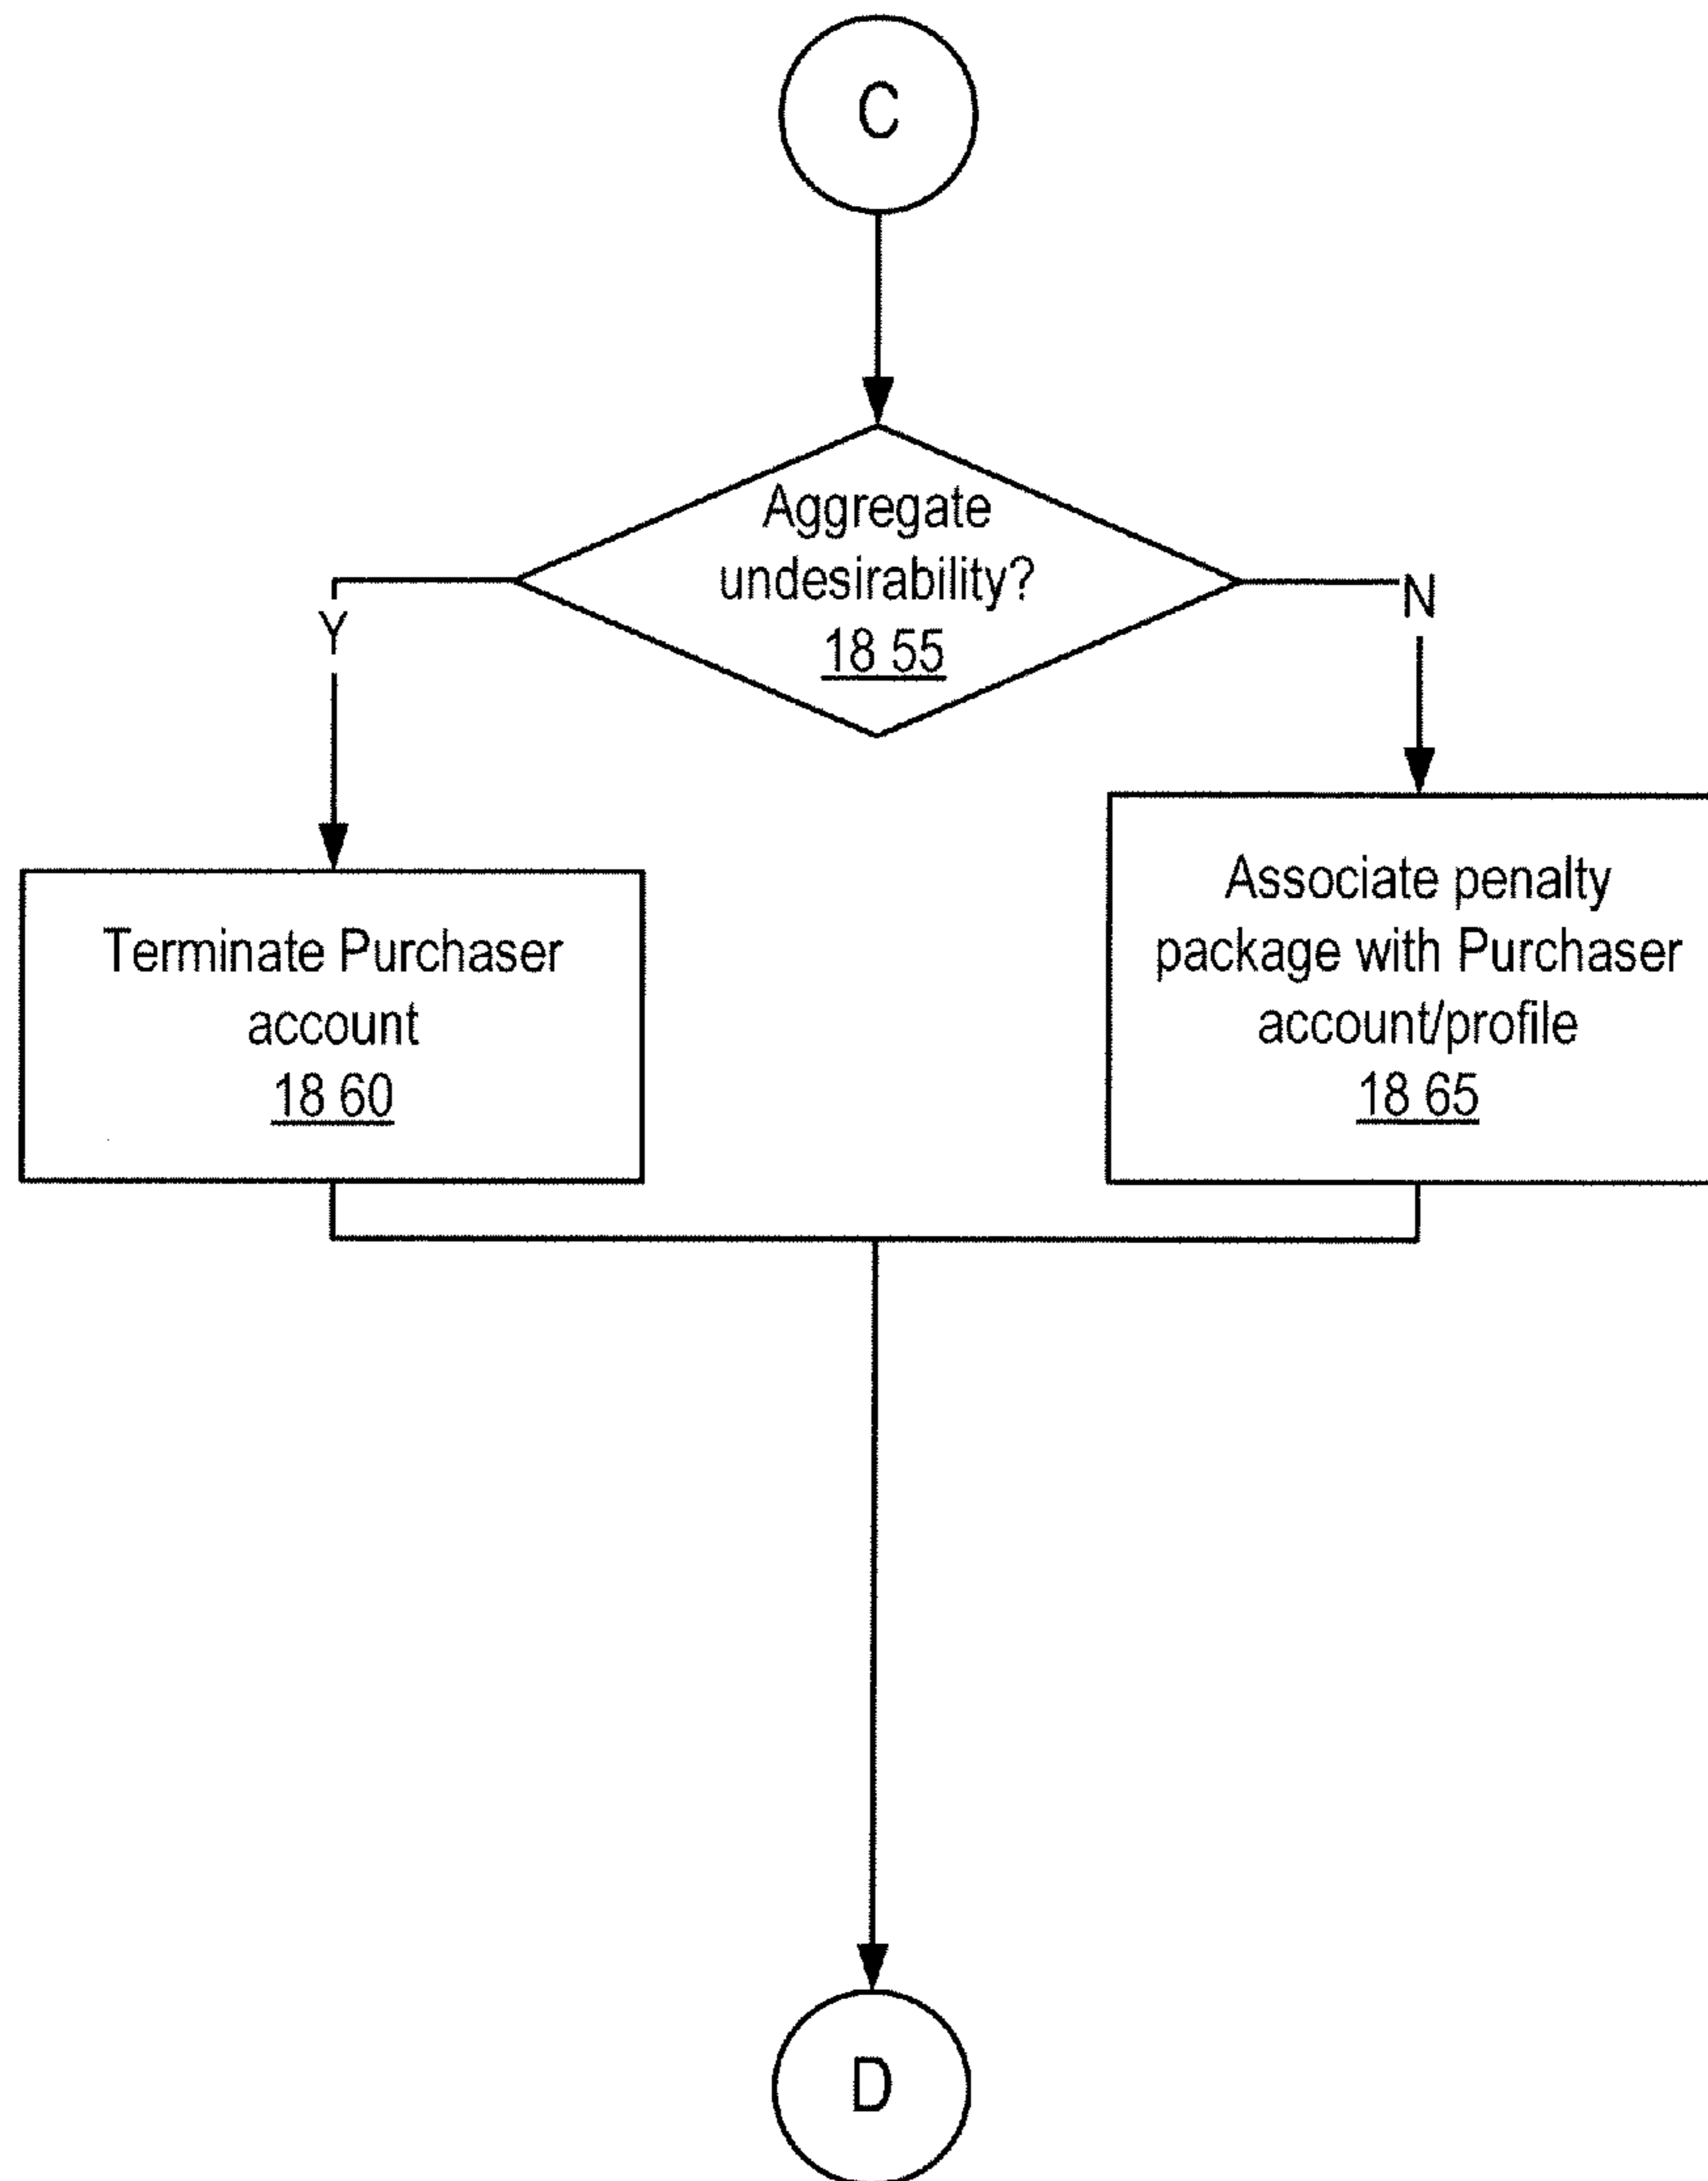 C
Aggregate
undesirability?
18 55
Y
N
Terminate Purchaser
account
18 60
Associate penalty
package with Purchaser
account/profile
18 65
D